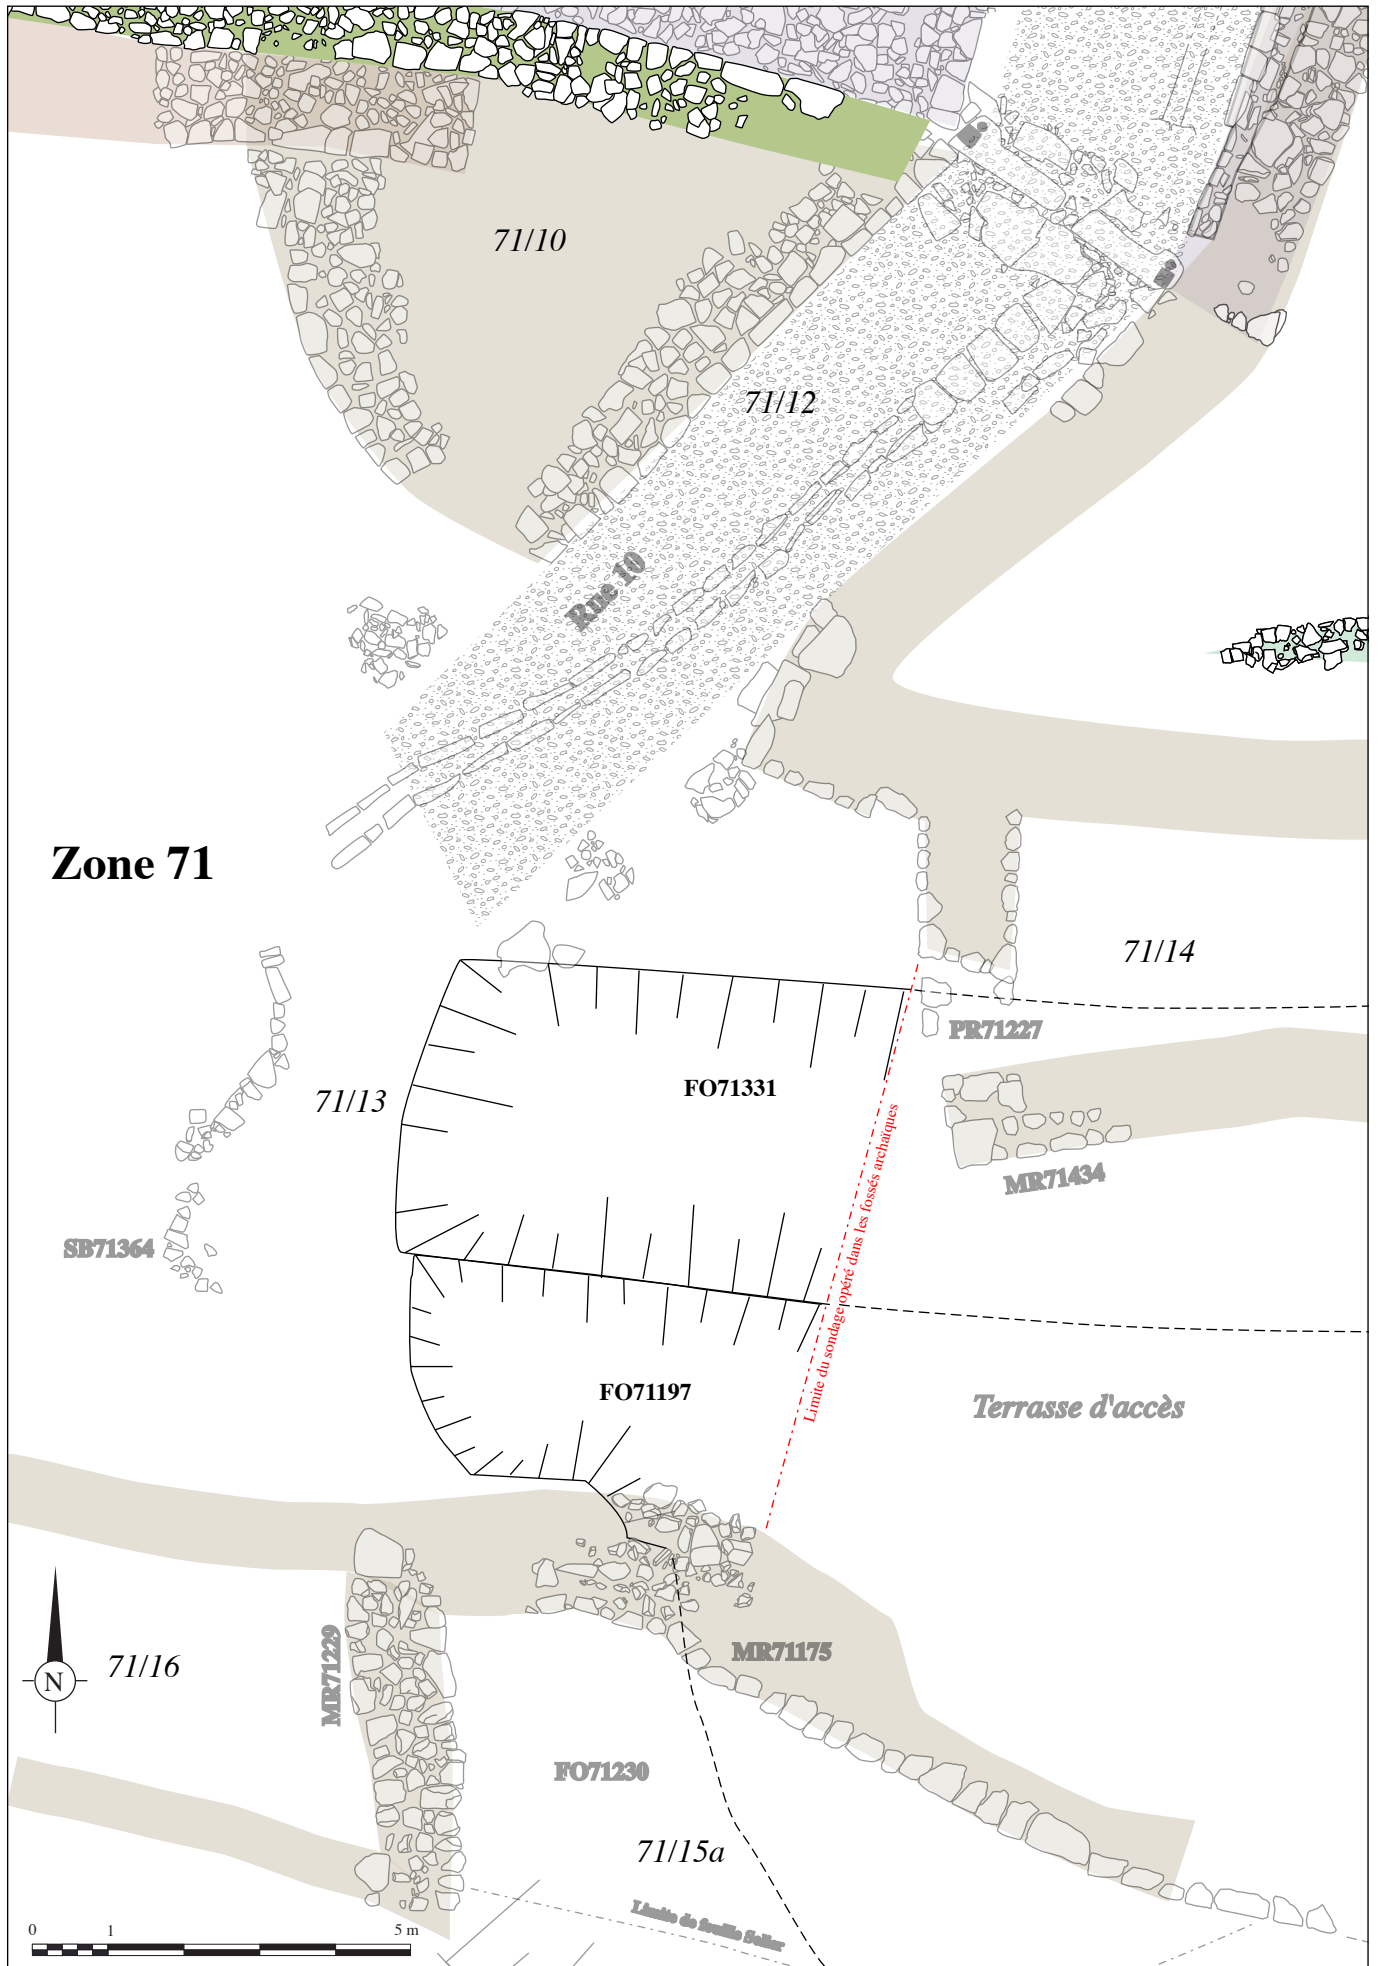 71/10
71/12
Rue 10
Zone 71
71/14
PR71227
FO71331
71/13
MR71434
SB71364
Limite du sondage opéré dans les fossés archaïques
FO71197
Terrasse d'accès
MR71229
MR71175
71/16
N
FO71230
71/15a
Limite de fouille Sellar
0 1 5 m